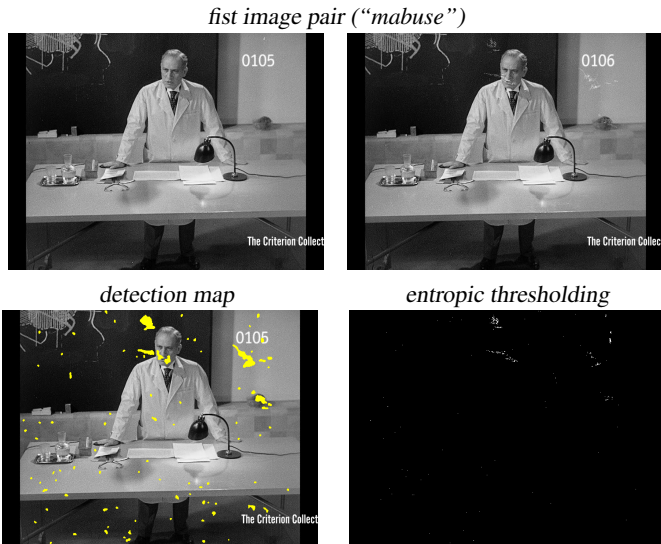 fist image pair (“mabuse”)
0105
0106
The Criterion Collect
The Criterion Collec
detection map
entropic thresholding
0105
The Criterion Collect